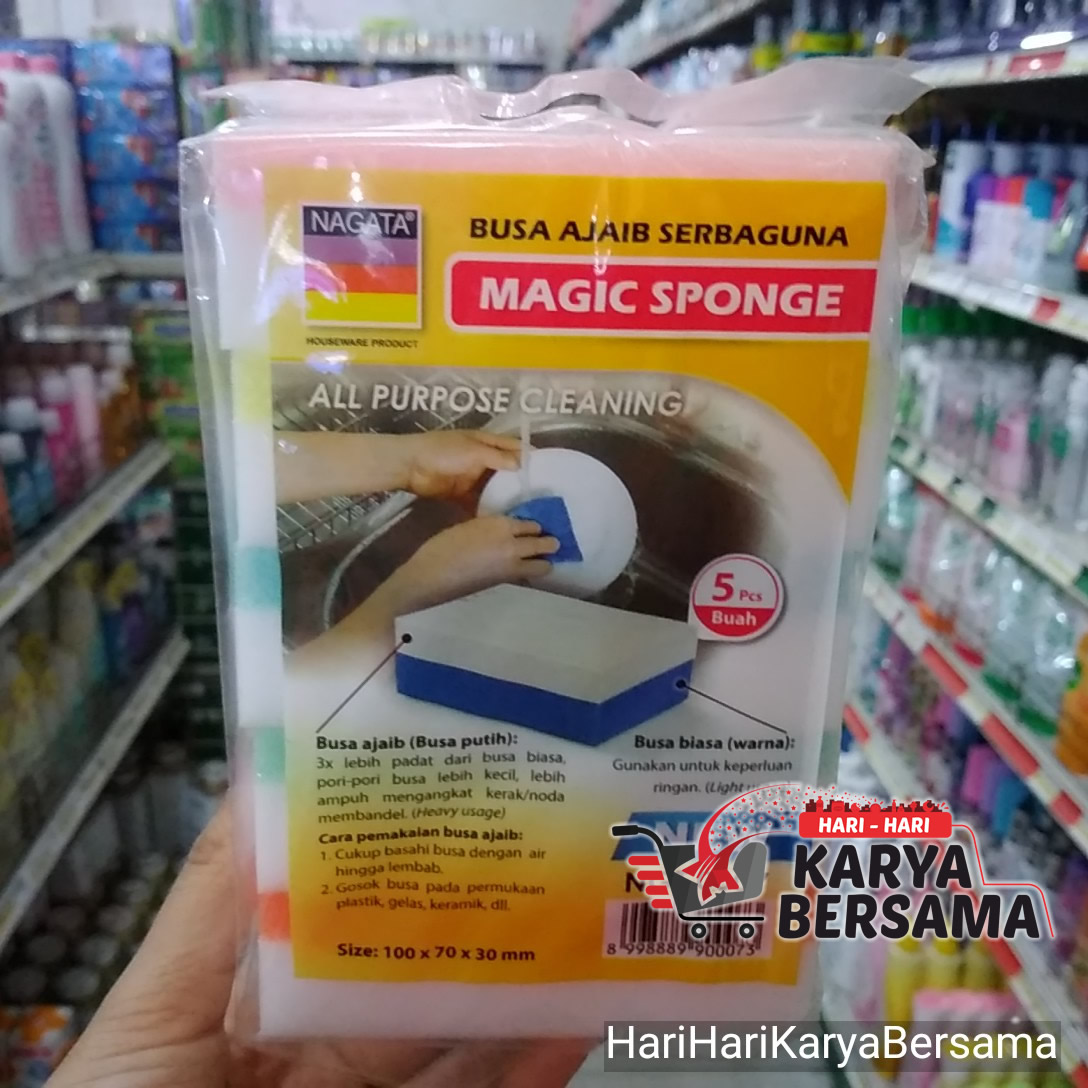 NAGATA®
HOUSEWARE PRODUCT
BUSA AJAIB SERBAGUNA
MAGIC SPONGE
ALL PURPOSE CLEANING
5 Pcs
Buah
Busa ajaib (Busa putih):
3x lebih padat dari busa biasa,
pori-pori busa lebih kecil, lebih
ampuh mengangkat kerak/noda
membandel. (Heavy usage)
Cara pemakaian busa ajaib:
1. Cukup basahi busa dengan air
hingga lembab.
2. Gosok busa pada permukaan
plastik, gelas, keramik, dll.
Size: 100 x 70 x 30 mm
Busa biasa (warna):
Gunakan untuk keperluan
ringan. (Light
8 998889 900073
HARI - HARI
KARYA
BERSAMA
HariHariKaryaBersama